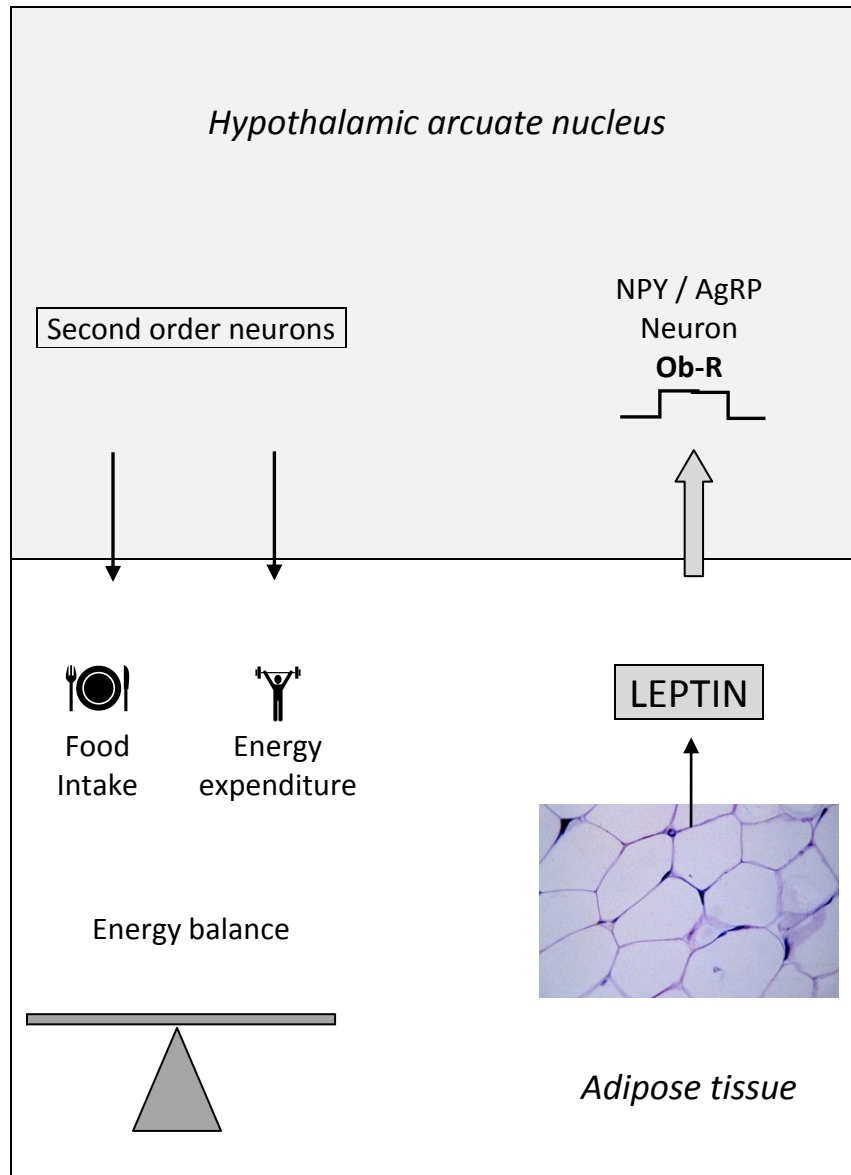 Hypothalamic arcuate nucleus
Second order neurons
NPY / AgRP
Neuron
Ob-R
Food
Intake
Energy
expenditure
LEPTIN
Energy balance
Adipose tissue